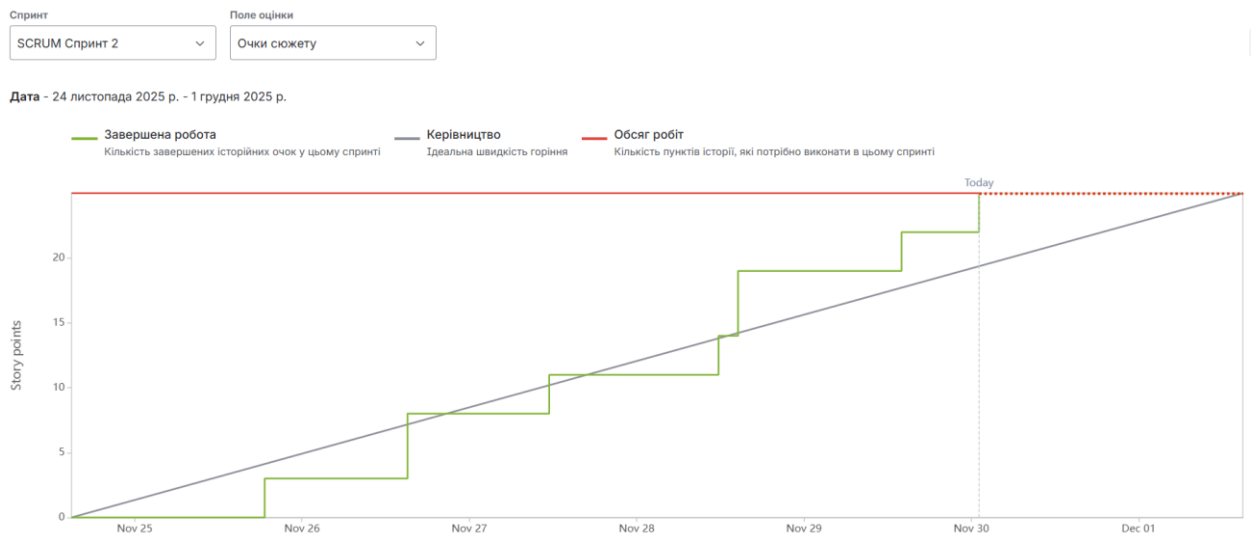 Спринт
Поле оцінки
SCRUM Спринт 2
Очки сюжету
Дата - 24 листопада 2025 р. - 1 грудня 2025 р.
Завершена робота
Кількість завершених історійних очок у цьому спринті
Керівництво
Ідеальна швидкість горіння
Обсяг робіт
Кількість пунктів історії, які потрібно виконати в цьому спринті
Today
Story points
20
15
10
5
0
Nov 25
Nov 26
Nov 27
Nov 28
Nov 29
Nov 30
Dec 01